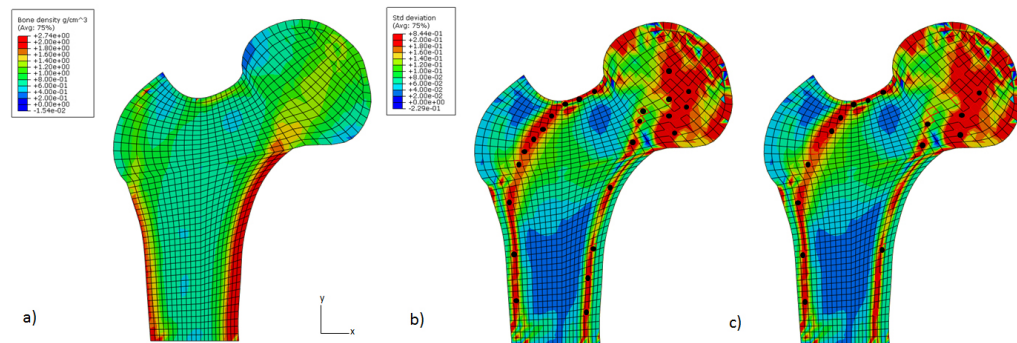 Bone density g/cm^3
(Avg: 75%)
+2.74e+00
+2.00e+00
+1.80e+00
+1.60e+00
+1.40e+00
+1.20e+00
+1.00e+00
+8.00e-01
+6.00e-01
+4.00e-01
+2.00e-01
+0.00e+00
-1.54e-02
Std deviation
(Avg: 75%)
+8.44e-01
+2.00e-01
+1.80e-01
+1.60e-01
+1.40e-01
+1.20e-01
+1.00e-01
+8.00e-02
+6.00e-02
+4.00e-02
+2.00e-02
+0.00e+00
-2.29e-01
a)
y
x
b)
c)